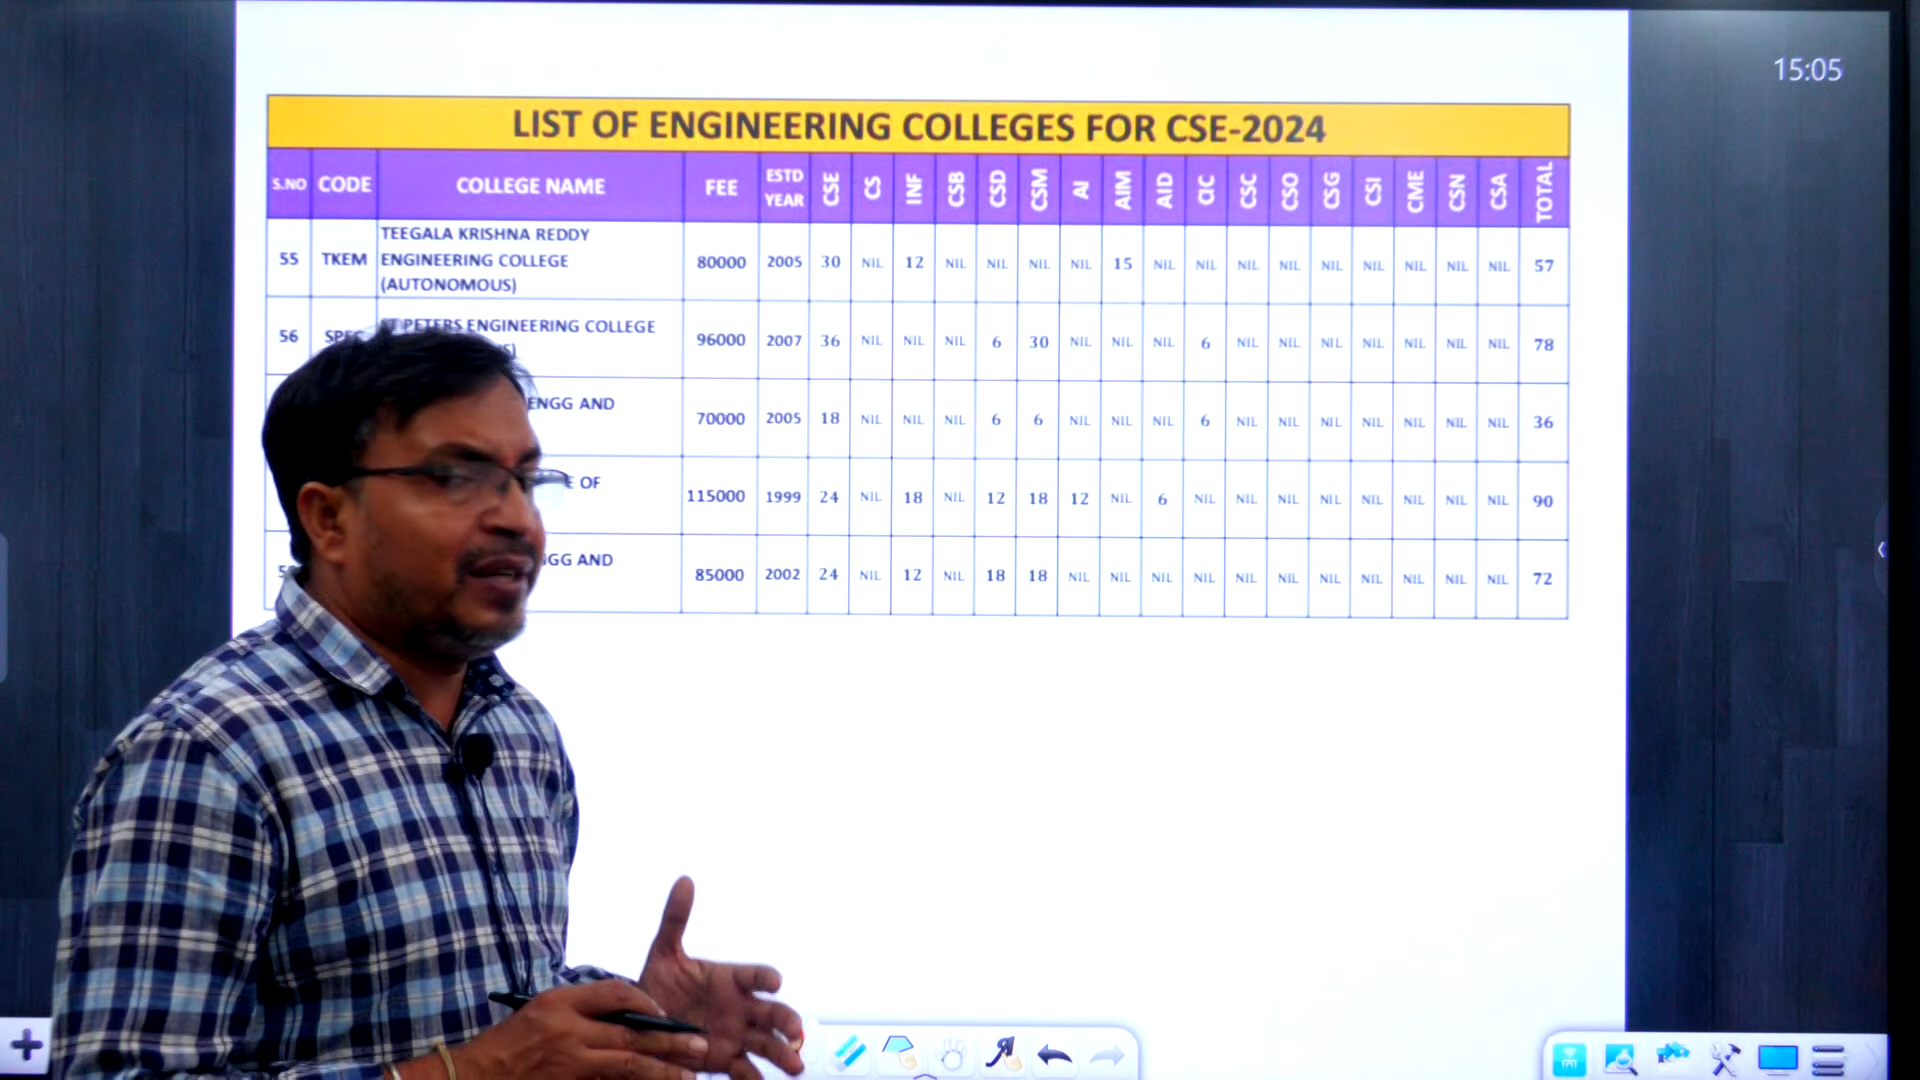 15:05
LIST OF ENGINEERING COLLEGES FOR CSE-2024
S.NO CODE COLLEGE NAME FEE ESTD YEAR CSE CS INF CSB CSD CSM AI AIM AID CIC CSC CSO CSG CSI CME CSN CSA TOTAL
55 TKEM TEEGALA KRISHNA REDDY ENGINEERING COLLEGE (AUTONOMOUS) 80000 2005 30 NIL 12 NIL NIL NIL NIL 15 NIL NIL NIL NIL NIL NIL NIL NIL NIL 57
56 PETERS ENGINEERING COLLEGE 96000 2007 36 NIL NIL NIL 6 30 NIL NIL NIL 6 NIL NIL NIL NIL NIL NIL NIL 78
ENGG AND 70000 2005 18 NIL NIL NIL 6 6 NIL NIL NIL 6 NIL NIL NIL NIL NIL NIL NIL 36
OF 115000 1999 24 NIL 18 NIL 12 18 12 NIL 6 NIL NIL NIL NIL NIL NIL NIL NIL 90
AND 85000 2002 24 NIL 12 NIL 18 18 NIL NIL NIL NIL NIL NIL NIL NIL NIL NIL NIL 72